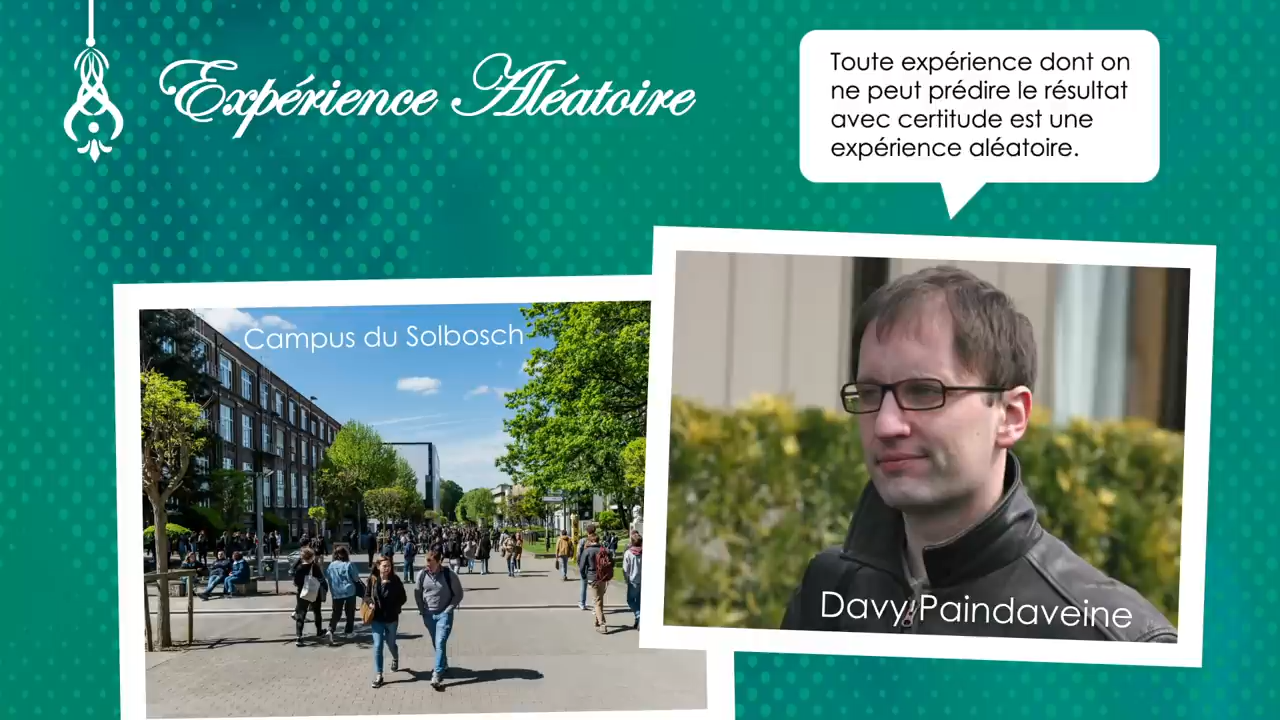 Expérience Aléatoire
Toute expérience dont on
ne peut prédire le résultat
avec certitude est une
expérience aléatoire.
Campus du Solbosch
Davy Paindaveine